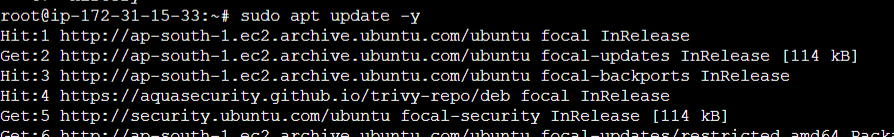 root@ip-172-31-15-33:~# sudo apt update -y
Hit:1 http://ap-south-1.ec2.archive.ubuntu.com/ubuntu focal InRelease
Get:2 http://ap-south-1.ec2.archive.ubuntu.com/ubuntu focal-updates InRelease [114 kB]
Hit:3 http://ap-south-1.ec2.archive.ubuntu.com/ubuntu focal-backports InRelease
Hit:4 https://aquasecurity.github.io/trivy-repo/deb focal InRelease
Get:5 http://security.ubuntu.com/ubuntu focal-security InRelease [114 kB]
Get:6 http://ap-south-1.ec2.archive.ubuntu.com/ubuntu focal-updates/restricted amd64 Pack